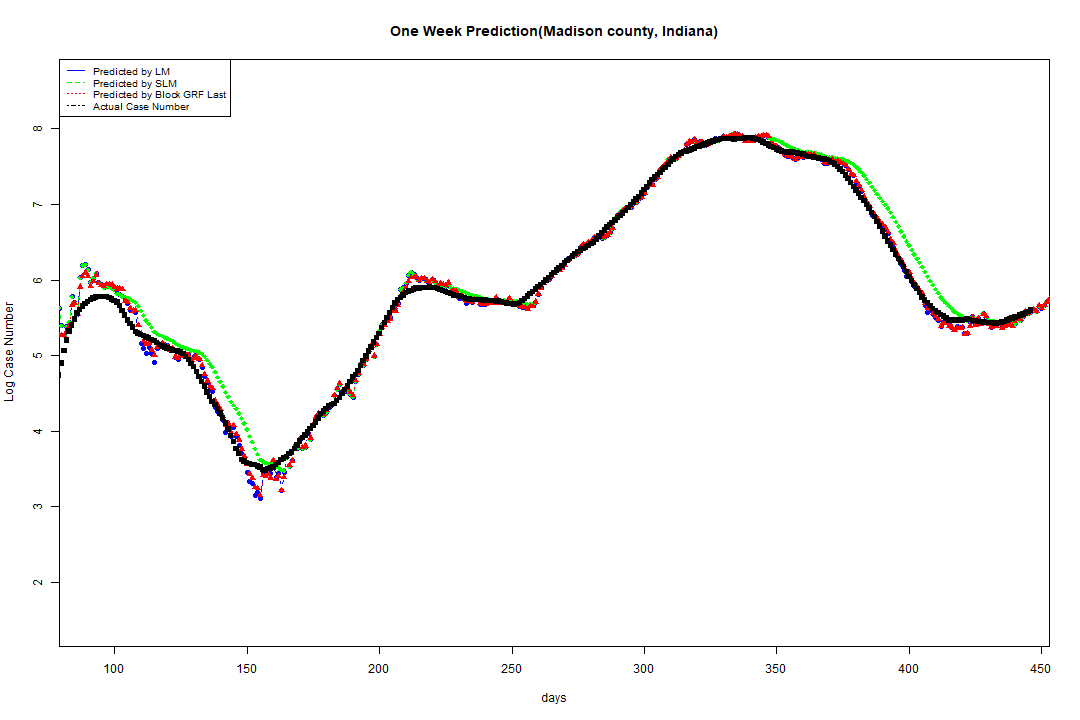 One Week Prediction(Madison county, Indiana)
Predicted by LM
Predicted by SLM
Predicted by Block GRF Last
Actual Case Number
8
7
6
5
4
3
2
Log Case Number
100 150 200 250 300 350 400 450
days